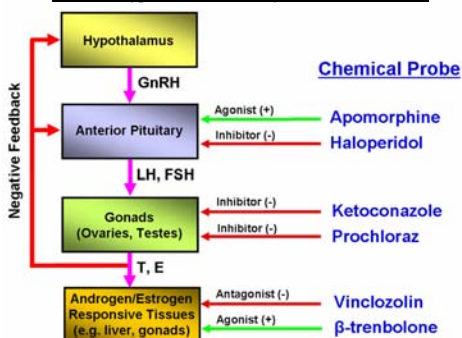 Hypothalamus
GnRH
Chemical Probe
Anterior Pituitary
Agonist (+)
Apomorphine
Inhibitor (-)
Haloperidol
Negative Feedback
LH, FSH
Gonads
(Ovaries, Testes)
Inhibitor (-)
Ketoconazole
Inhibitor (-)
Prochloraz
T, E
Androgen/Estrogen
Responsive Tissues
(e.g. liver, gonads)
Antagonist (-)
Vinclozolin
Agonist (+)
β-trenbolone